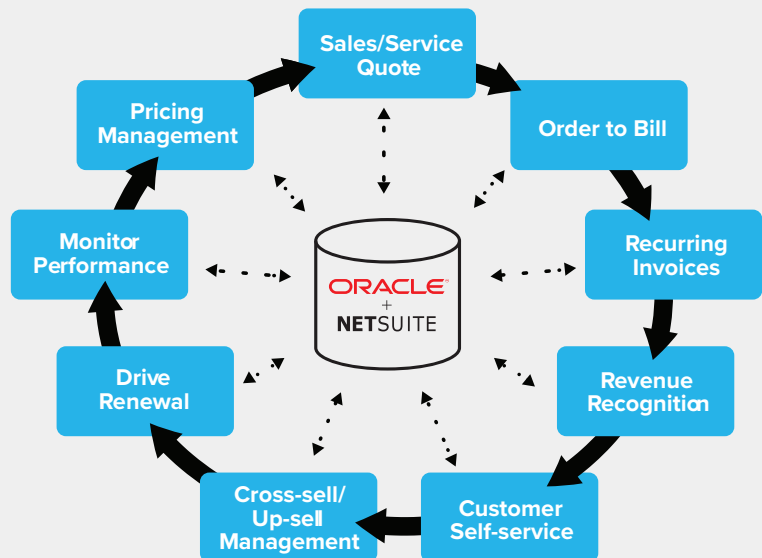 Sales/Service
Quote
Order to Bill
Recurring
Invoices
Revenue
Recognition
Customer
Self-service
Cross-sell/
Up-sell
Management
Drive
Renewal
Monitor
Performance
Pricing
Management
ORACLE®
+
NETSUITE